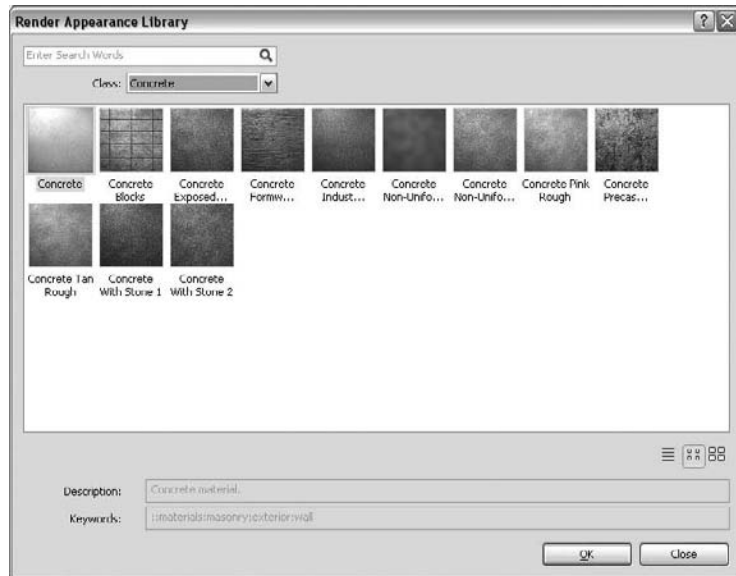 Render Appearance Library
Enter Search Words
Class: Concrete
Concrete
Concrete Blocks
Concrete Exposed...
Concrete Formw...
Concrete Indust...
Concrete Non-Unifo...
Concrete Non-Unifo...
Concrete Pink Rough
Concrete Precas...
Concrete Tan Rough
Concrete With Stone 1
Concrete With Stone 2
Description: Concrete material.
Keywords: ::materials:masonry:exterior:wall
OK
Close